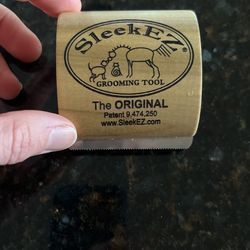 SleekEZ®
GROOMING TOOL
The ORIGINAL
Patent 9,474,250
www.SleekEZ.com